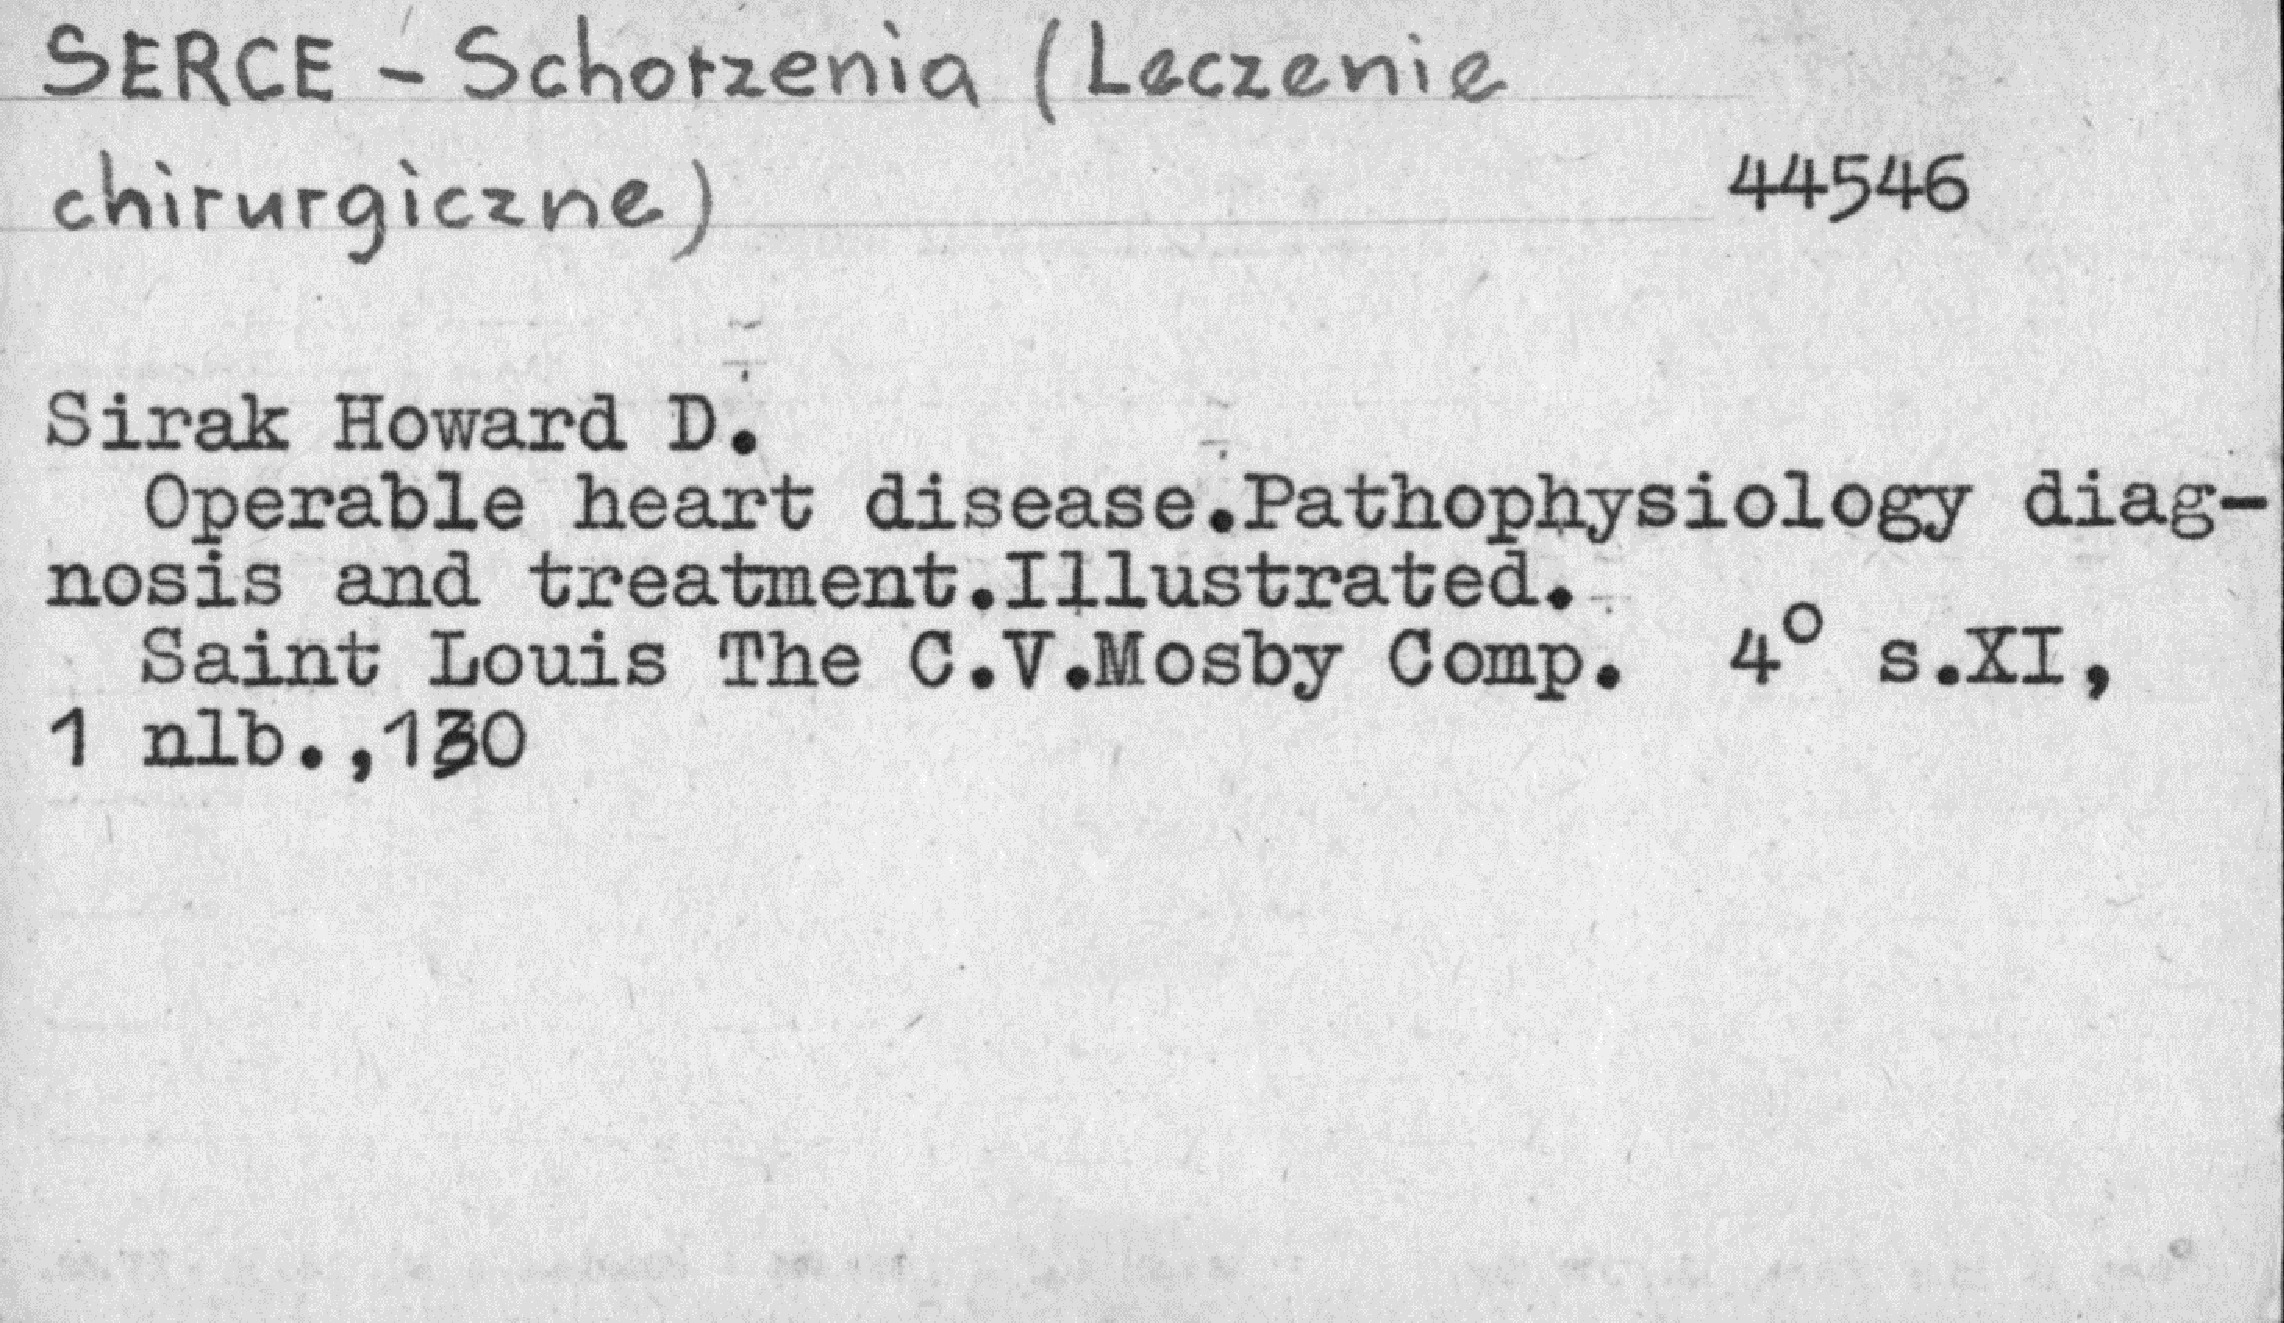 SERCE - Schorzenia (Leczenie
chirurgiczne)
44546
Sirak Howard D.
Operable heart disease.Pathophysiology diag-
nosis and treatment.Illustrated.
Saint Louis The C.V.Mosby Comp. 4° s.XI,
1 nlb.,130